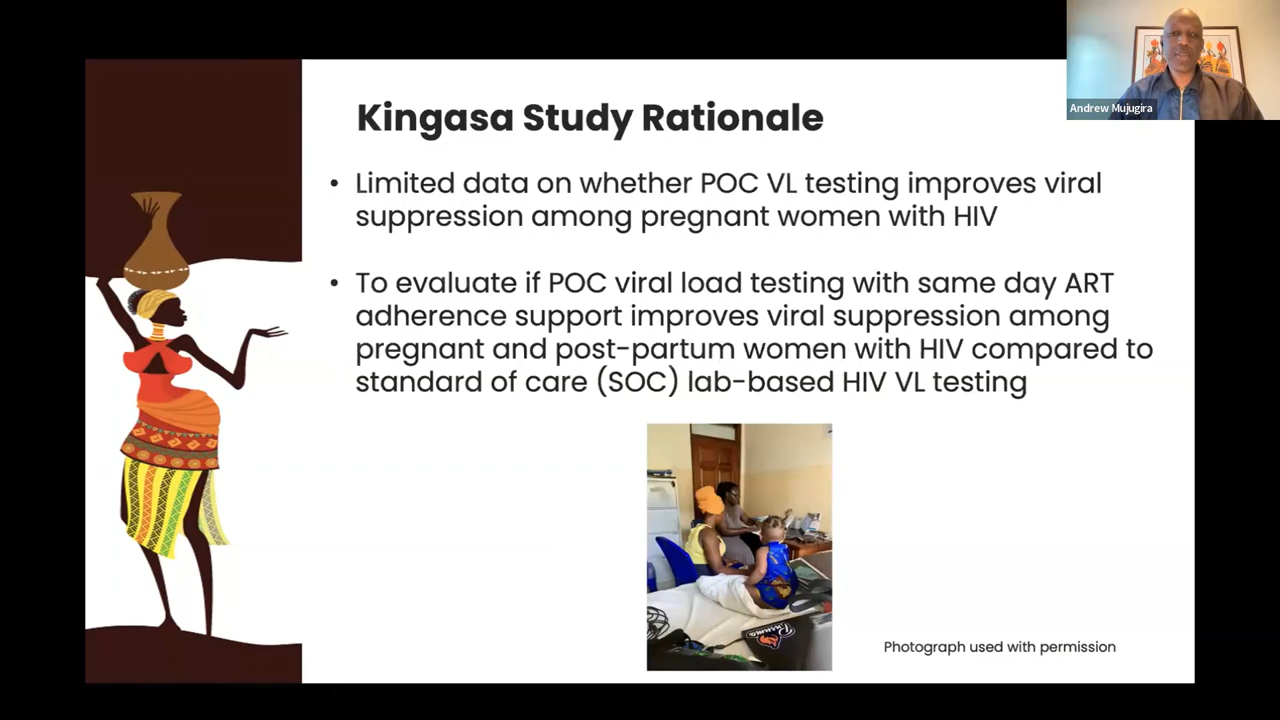 Andrew Mujugira
Kingasa Study Rationale
• Limited data on whether POC VL testing improves viral
suppression among pregnant women with HIV
• To evaluate if POC viral load testing with same day ART
adherence support improves viral suppression among
pregnant and post-partum women with HIV compared to
standard of care (SOC) lab-based HIV VL testing
Photograph used with permission